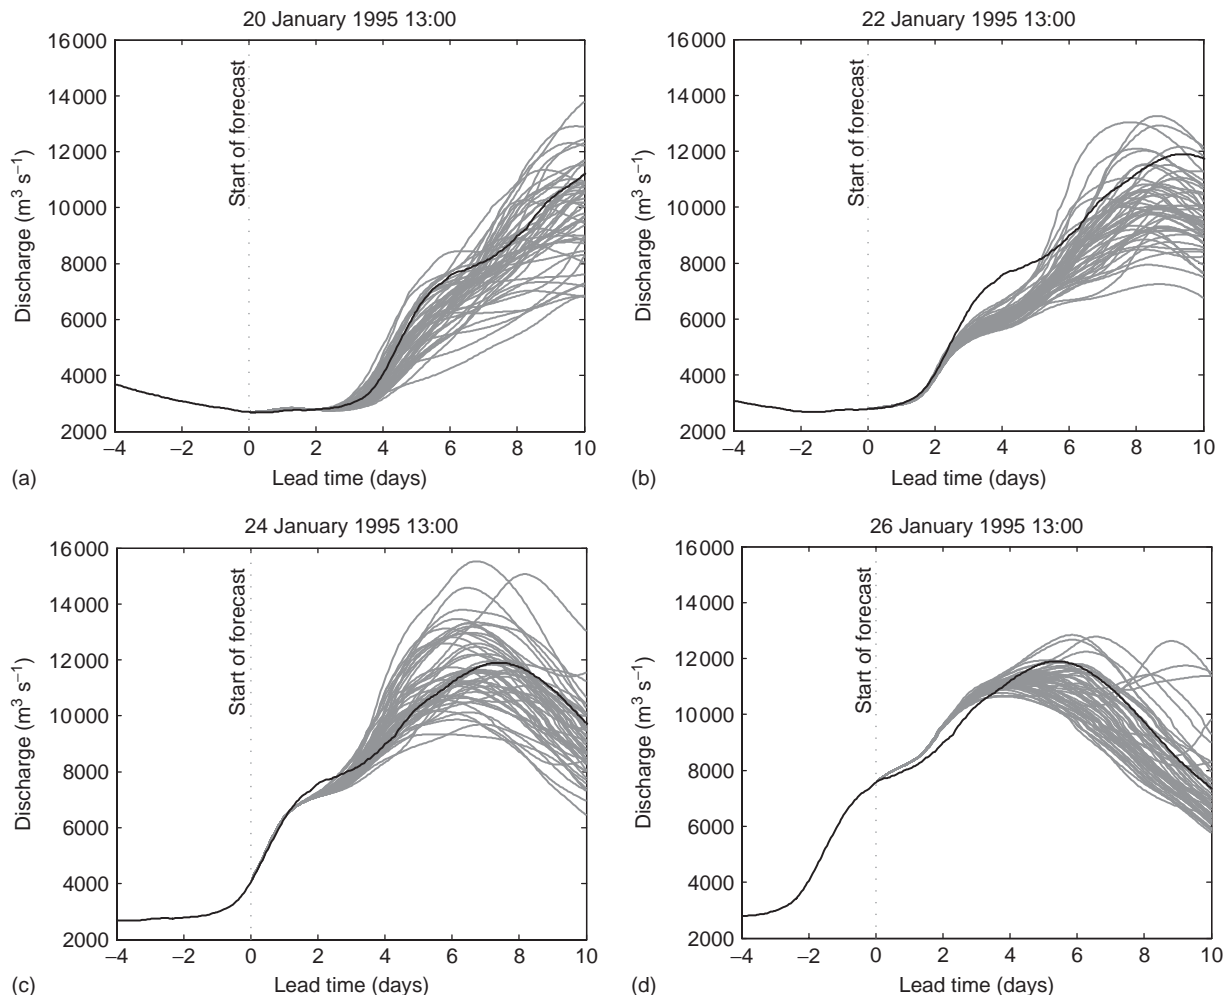 20 January 1995 13:00
16 000
14 000
12 000
10 000
8000
6000
4000
2000
Discharge (m³ s⁻¹)
Start of forecast
−4 −2 0 2 4 6 8 10
(a)
Lead time (days)
22 January 1995 13:00
16 000
14 000
12 000
10 000
8000
6000
4000
2000
Discharge (m³ s⁻¹)
Start of forecast
−4 −2 0 2 4 6 8 10
(b)
Lead time (days)
24 January 1995 13:00
16 000
14 000
12 000
10 000
8000
6000
4000
2000
Discharge (m³ s⁻¹)
Start of forecast
−4 −2 0 2 4 6 8 10
(c)
Lead time (days)
26 January 1995 13:00
16 000
14 000
12 000
10 000
8000
6000
4000
2000
Discharge (m³ s⁻¹)
Start of forecast
−4 −2 0 2 4 6 8 10
(d)
Lead time (days)